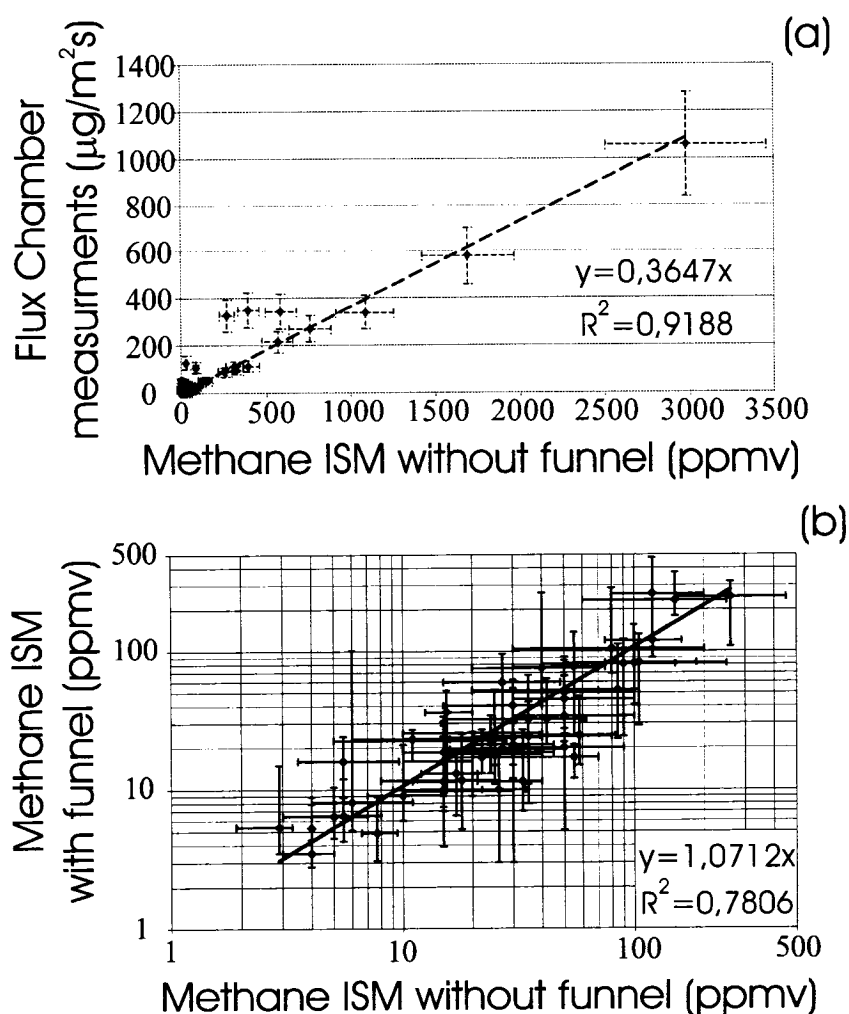 (a)
Flux Chamber
measurments (µg/m²s)
1400
1200
1000
800
600
400
200
0
y=0,3647x
R²=0,9188
0 500 1000 1500 2000 2500 3000 3500
Methane ISM without funnel (ppmv)
(b)
Methane ISM
with funnel (ppmv)
500
100
10
1
y=1,0712x
R²=0,7806
1 10 100 500
Methane ISM without funnel (ppmv)